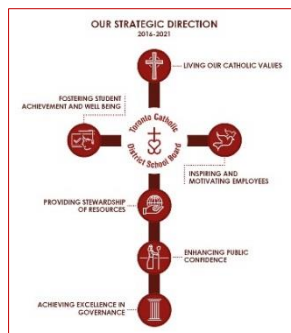 OUR STRATEGIC DIRECTION
2016-2021
LIVING OUR CATHOLIC VALUES
FOSTERING STUDENT
ACHIEVEMENT AND WELL BEING
Toronto Catholic
District School Board
INSPIRING AND
MOTIVATING EMPLOYEES
PROVIDING STEWARDSHIP
OF RESOURCES
ENHANCING PUBLIC
CONFIDENCE
ACHIEVING EXCELLENCE IN
GOVERNANCE